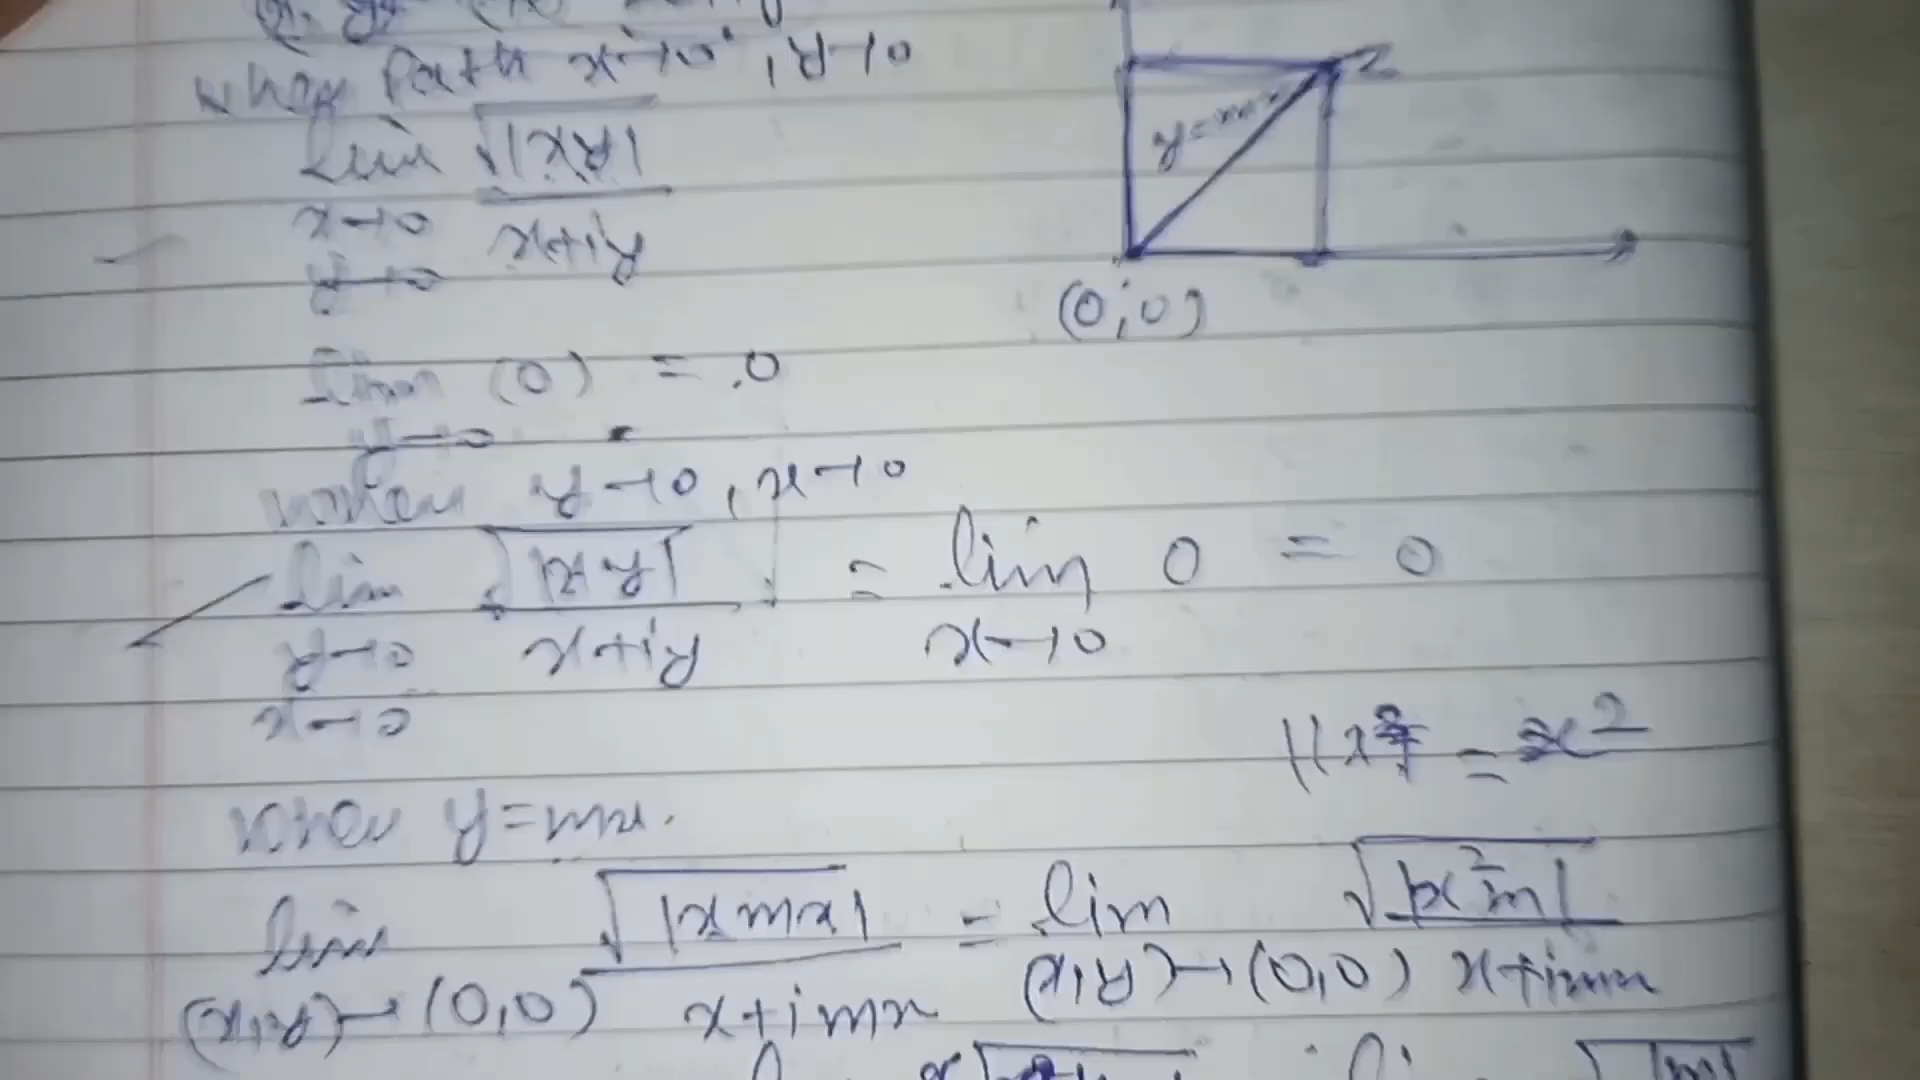 when path x→0, y→0
z
y=mx
lim √|xy|
x→0 x+iy
y→0
(0,0)
lim (0) = 0
y→0
when y→0, x→0
lim √|xy| = lim 0 = 0
y→0 x+iy x→0
x→0
= x²
when y=mx.
lim √|xmx| = lim √|x²m|
(x,y)→(0,0) x+imx (x,y)→(0,0) x+imx